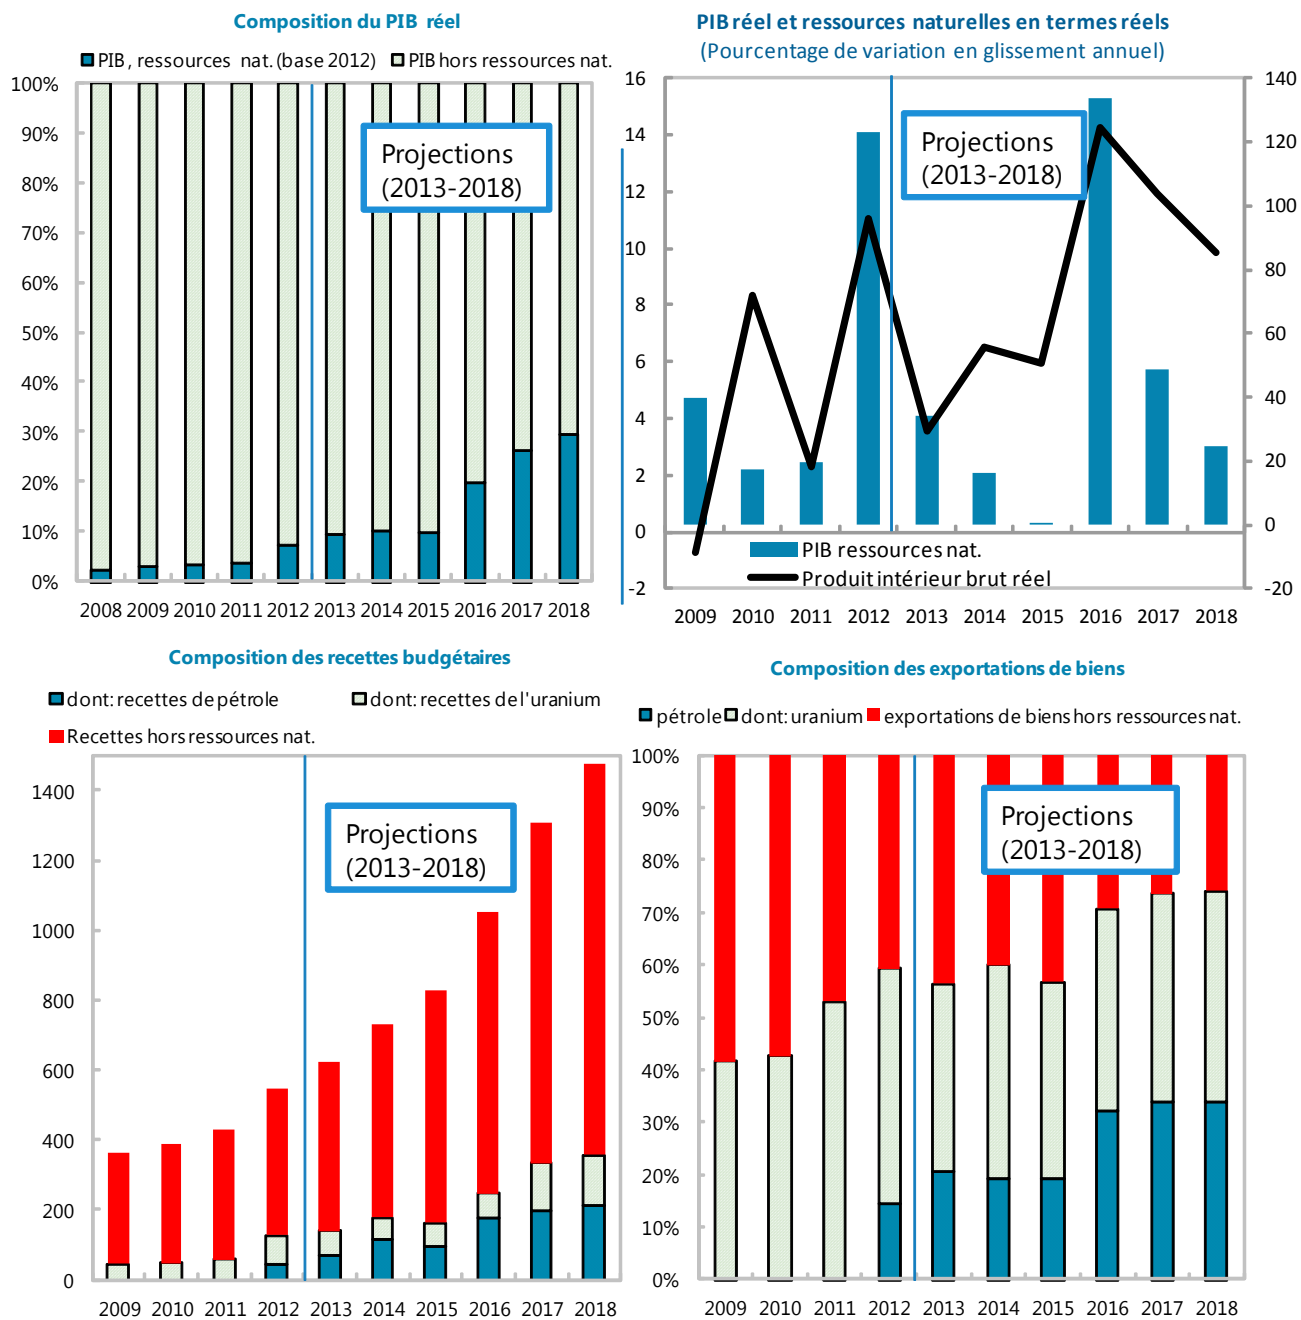 Composition du PIB réel
PIB, ressources nat. (base 2012) PIB hors ressources nat.
100%
90%
80%
70%
60%
50%
40%
30%
20%
10%
0%
Projections
(2013-2018)
2008 2009 2010 2011 2012 2013 2014 2015 2016 2017 2018
PIB réel et ressources naturelles en termes réels
(Pourcentage de variation en glissement annuel)
16
14
12
10
8
6
4
2
0
-2
140
120
100
80
60
40
20
0
-20
Projections
(2013-2018)
PIB ressources nat.
Produit intérieur brut réel
2009 2010 2011 2012 2013 2014 2015 2016 2017 2018
Composition des recettes budgétaires
dont: recettes de pétrole dont: recettes de l'uranium
Recettes hors ressources nat.
1400
1200
1000
800
600
400
200
0
Projections
(2013-2018)
2009 2010 2011 2012 2013 2014 2015 2016 2017 2018
Composition des exportations de biens
pétrole dont: uranium exportations de biens hors ressources nat.
100%
90%
80%
70%
60%
50%
40%
30%
20%
10%
0%
Projections
(2013-2018)
2009 2010 2011 2012 2013 2014 2015 2016 2017 2018